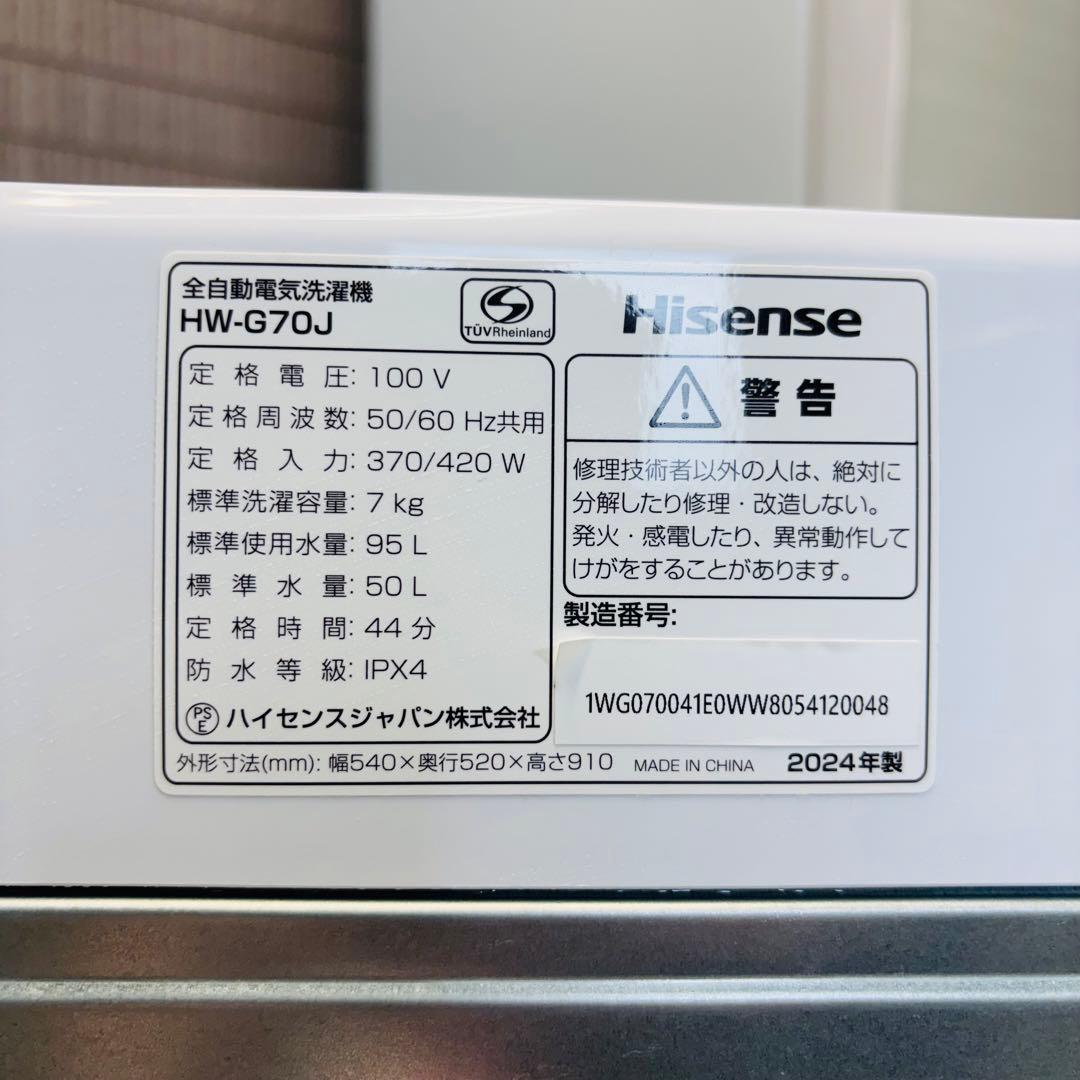 全自動電気洗濯機
HW-G70J
TÜVRheinland
Hisense
定格電圧: 100 V
定格周波数: 50/60 Hz共用
定格入力: 370/420 W
標準洗濯容量: 7 kg
標準使用水量: 95 L
標準水量: 50 L
定格時間: 44 分
防水等級: IPX4
PS
E
ハイセンスジャパン株式会社
警告
修理技術者以外の人は、絶対に
分解したり修理・改造しない。
発火・感電したり、異常動作して
けがをすることがあります。
製造番号:
1WG070041E0WW8054120048
外形寸法(mm): 幅540×奥行520×高さ910 MADE IN CHINA 2024年製